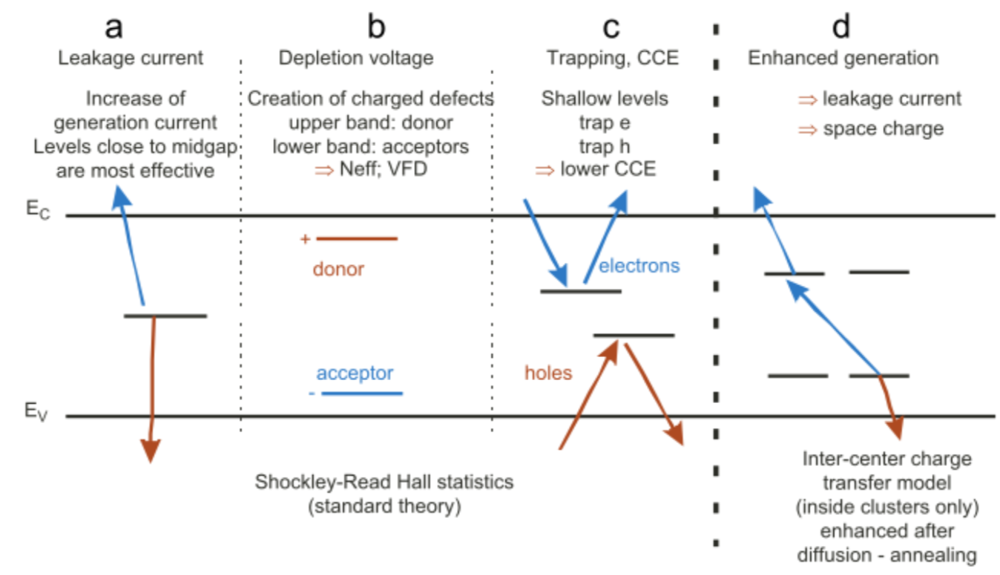 a
Leakage current
Increase of
generation current
Levels close to midgap
are most effective
b
Depletion voltage
Creation of charged defects
upper band: donor
lower band: acceptors
⇒ Neff; VFD
c
Trapping, CCE
Shallow levels
trap e
trap h
⇒ lower CCE
d
Enhanced generation
⇒ leakage current
⇒ space charge
EC
+
donor
electrons
acceptor
-
holes
EV
Shockley-Read Hall statistics
(standard theory)
Inter-center charge
transfer model
(inside clusters only)
enhanced after
diffusion - annealing